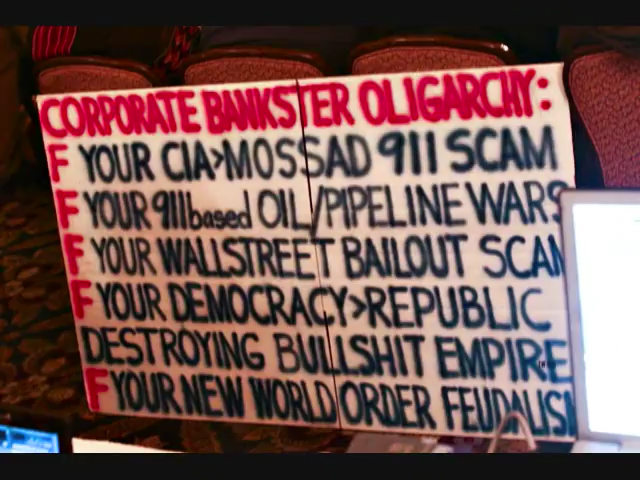 CORPORATE BANKSTER OLIGARCHY:
F YOUR CIA>MOSSAD 911 SCAM
F YOUR 911based OIL/PIPELINE WARS
F YOUR WALLSTREET BAILOUT SCAM
F YOUR DEMOCRACY>REPUBLIC
DESTROYING BULLSHIT EMPIRE
F YOUR NEW WORLD ORDER FEUDALIS